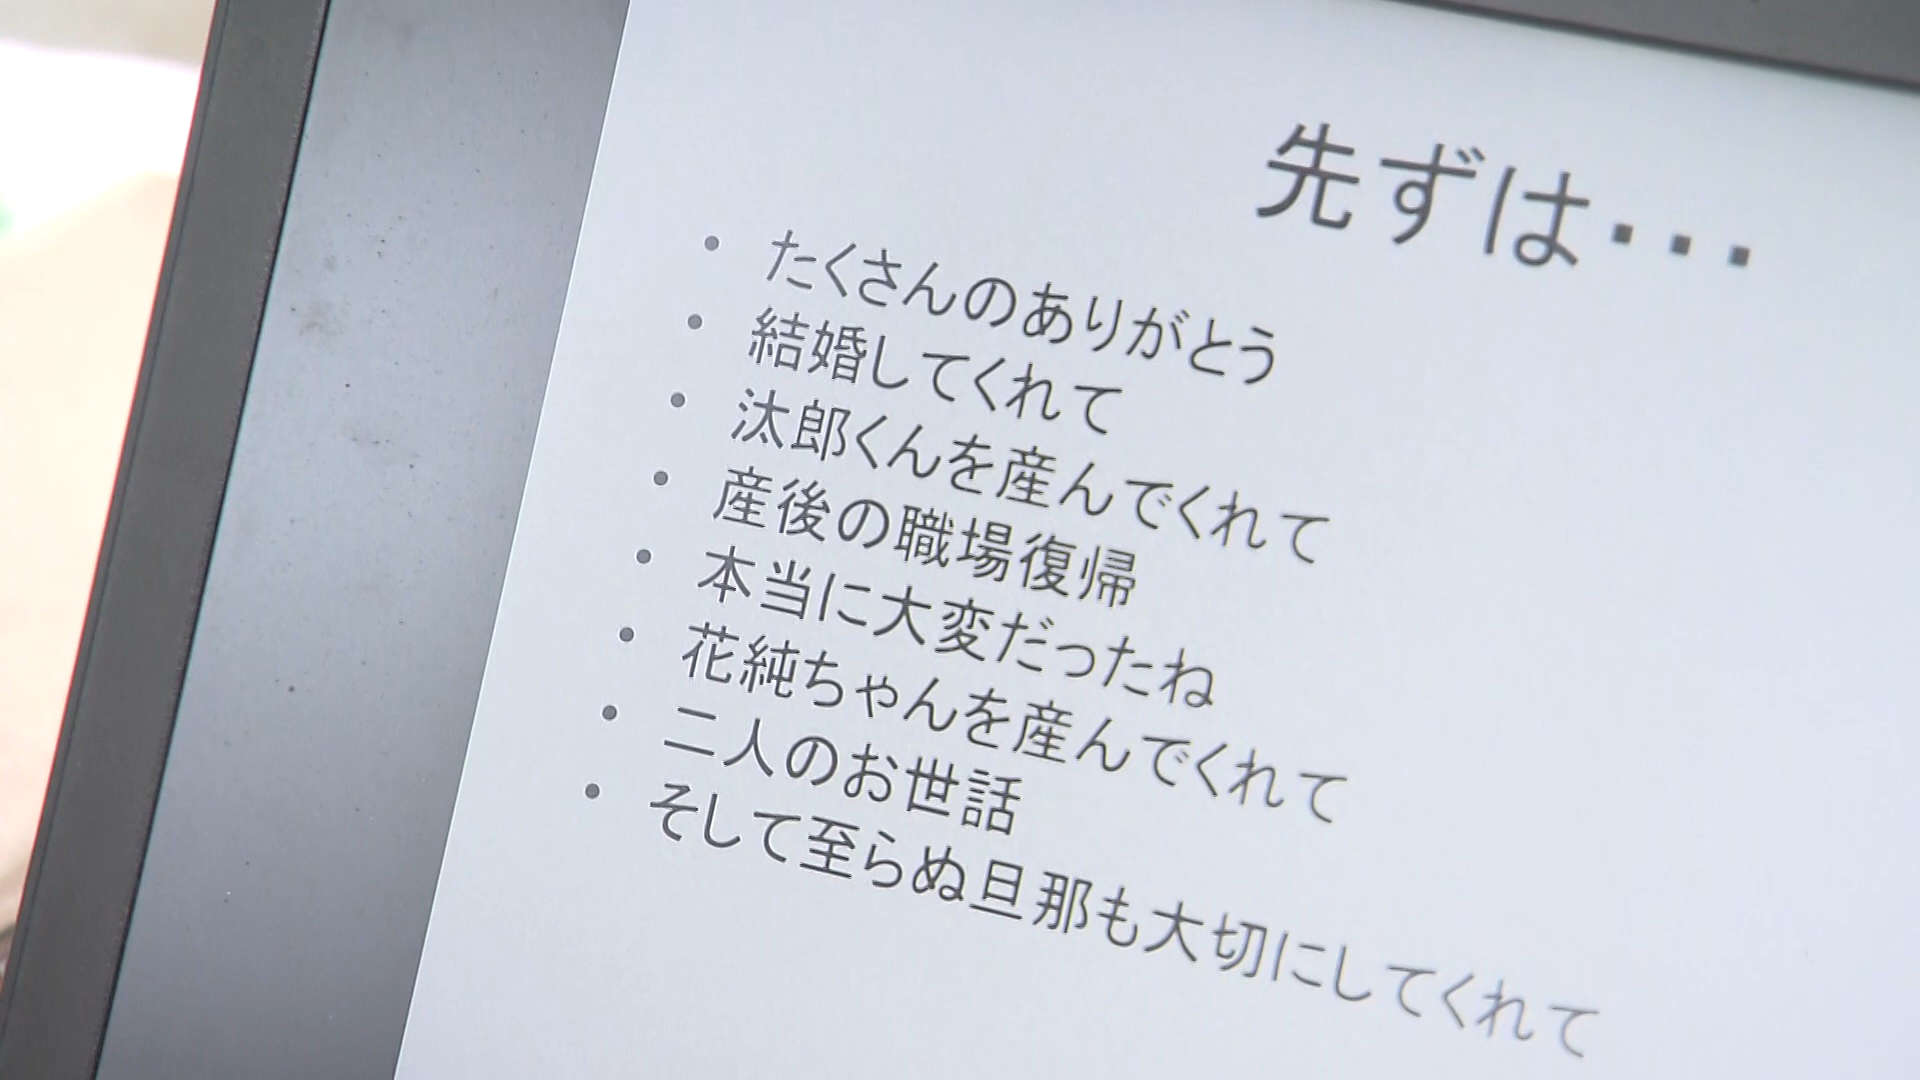 先ず は・・・
・ たくさんのありがとう
・ 結婚してくれて
・ 汰郎くんを産んでくれて
・ 産後の職場復帰
・ 本当に大変だったね
・ 花純ちゃんを産んでくれて
・ 二人のお世話
・ そして至らぬ旦那も大切にしてくれて